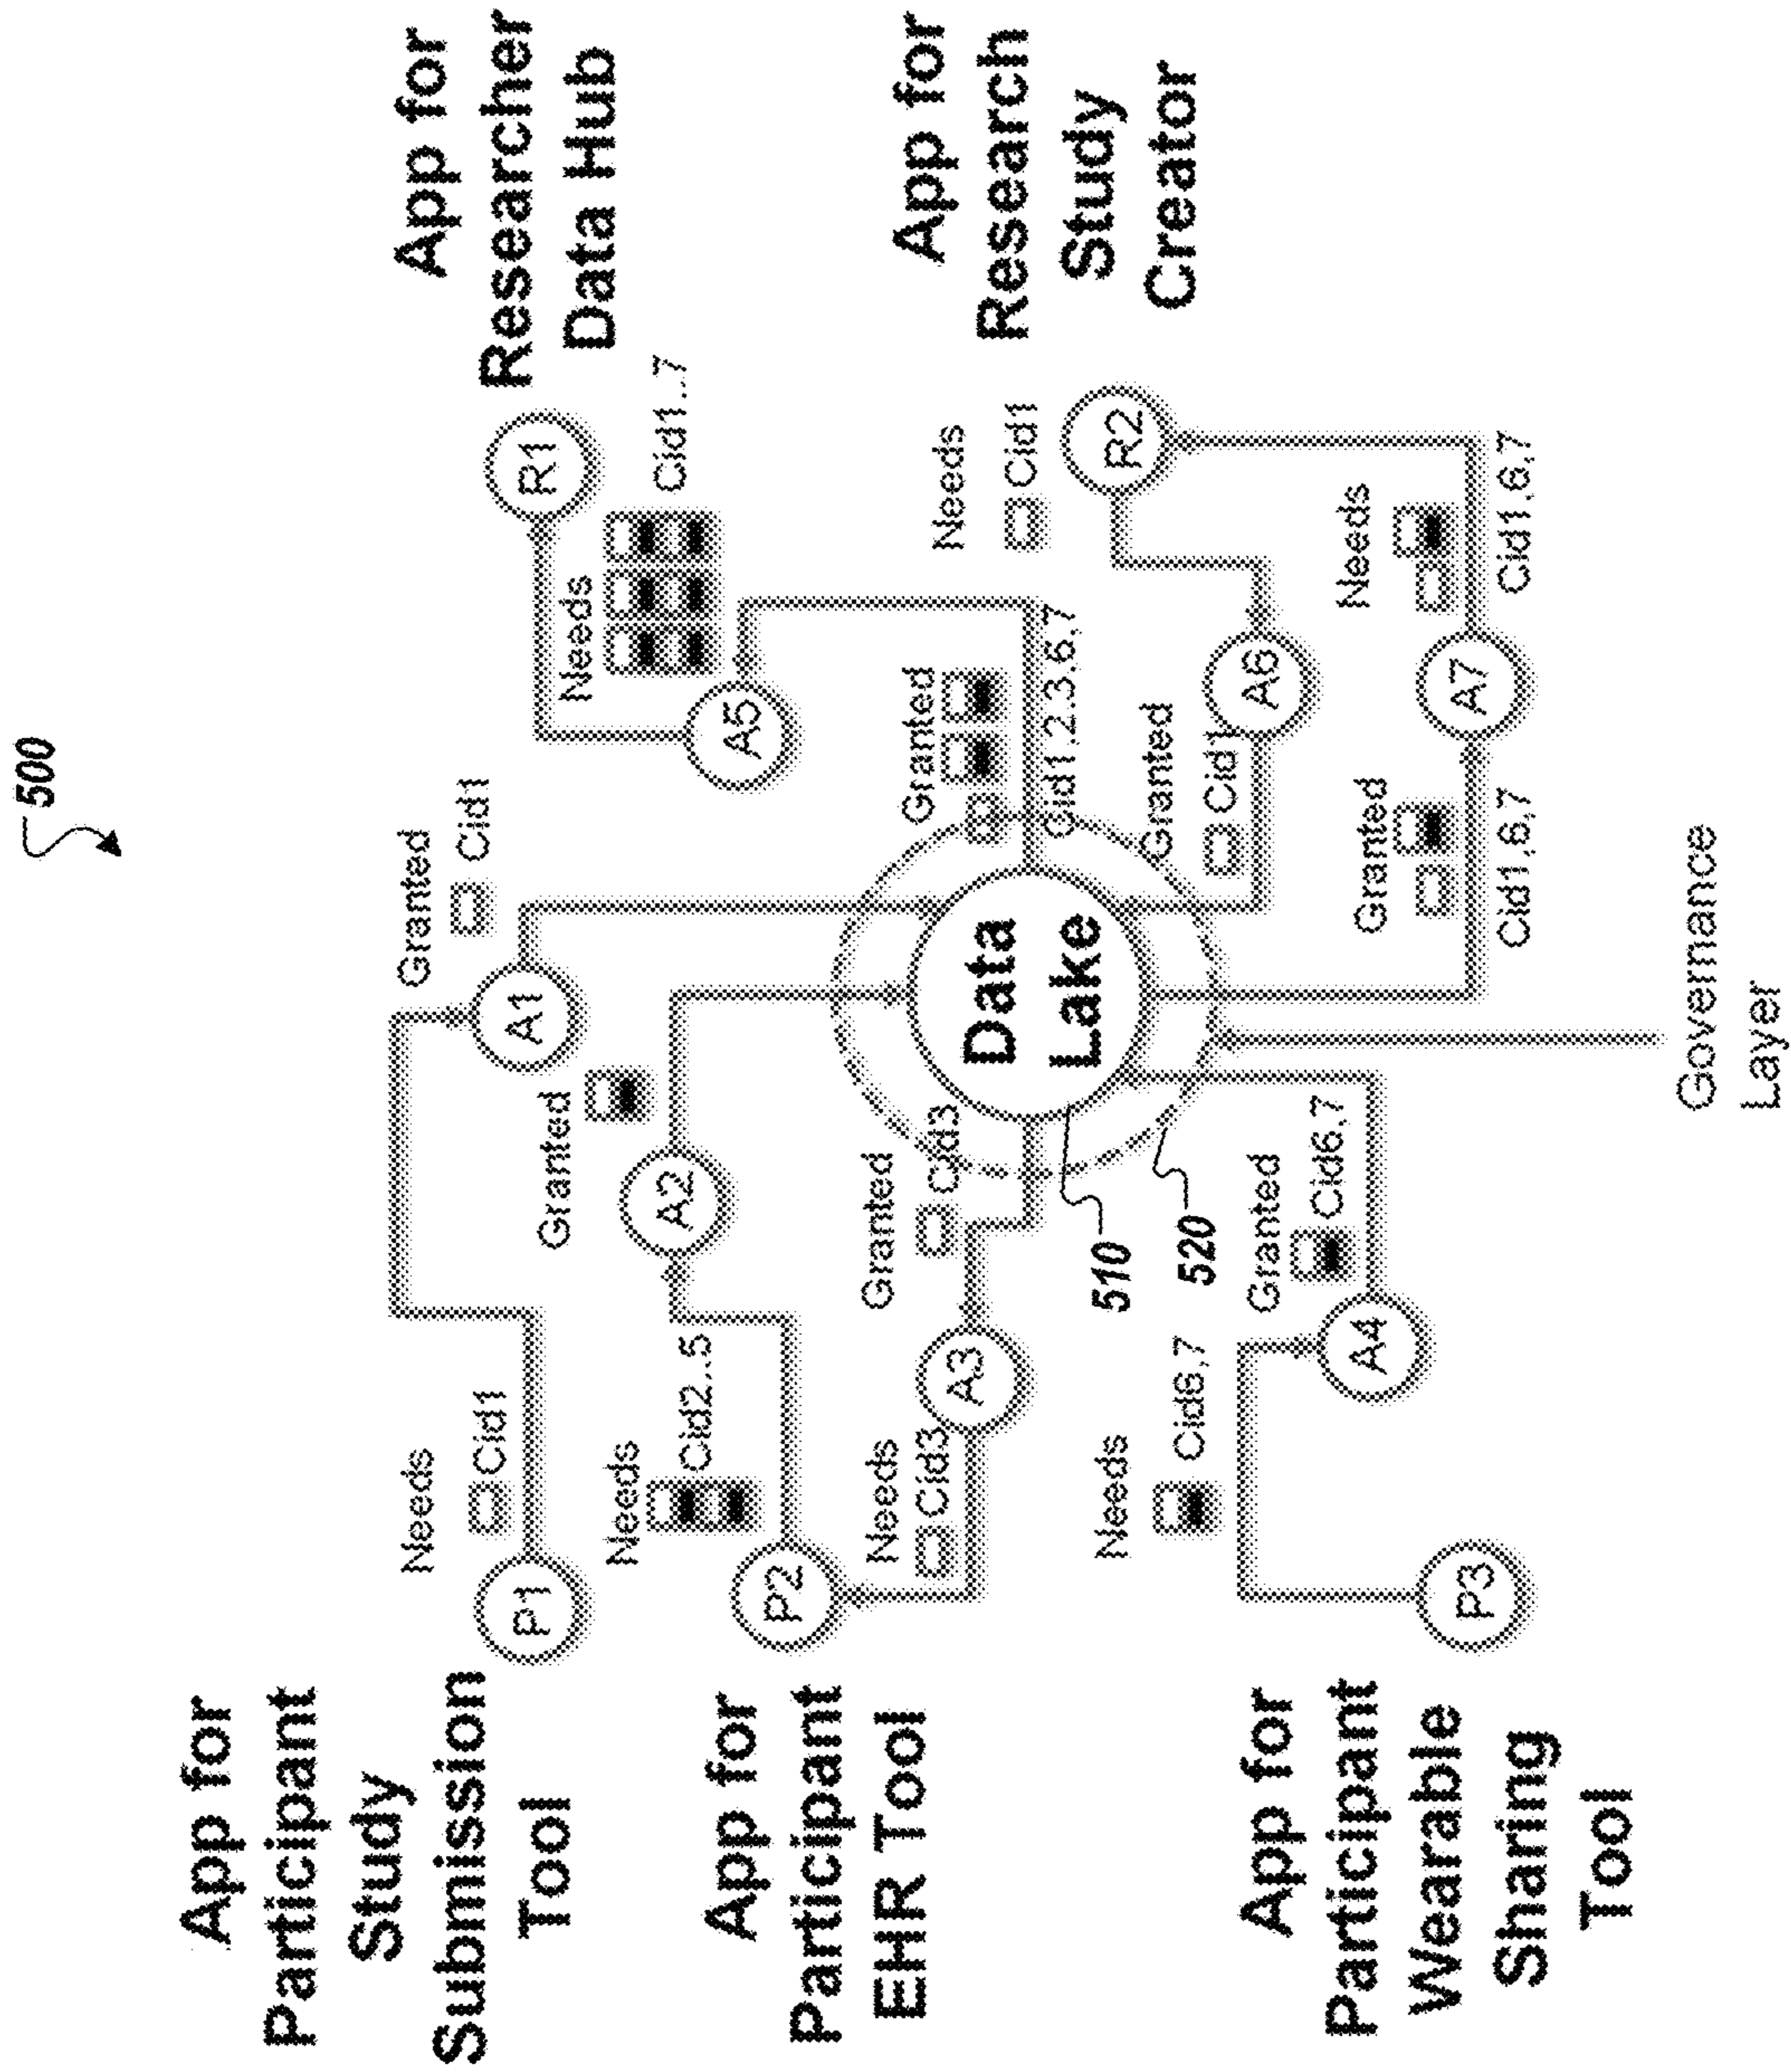 500
App for
Participant
Study
Submission
Tool
P1
Needs
Cid1
A1
Granted
Cid1
App for
Participant
EHR Tool
P2
Needs
Cid2..5
A2
Granted
Needs
Cid3
A3
Granted
Cid3
App for
Participant
Wearable
Sharing
Tool
P3
Needs
Cid6,7
A4
Granted
Cid6,7
Data
Lake
510
520
Governance
Layer
Granted
Cid1,2,3,6,7
A5
Needs
Cid1..7
R1
App for
Researcher
Data Hub
Granted
Cid1
A6
Needs
Cid1
R2
App for
Research
Study
Creator
Granted
Cid1,6,7
A7
Needs
Cid1,6,7